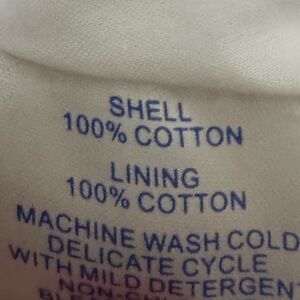 SHELL
100% COTTON
LINING
100% COTTON
MACHINE WASH COLD
DELICATE CYCLE
WITH MILD DETERGENT